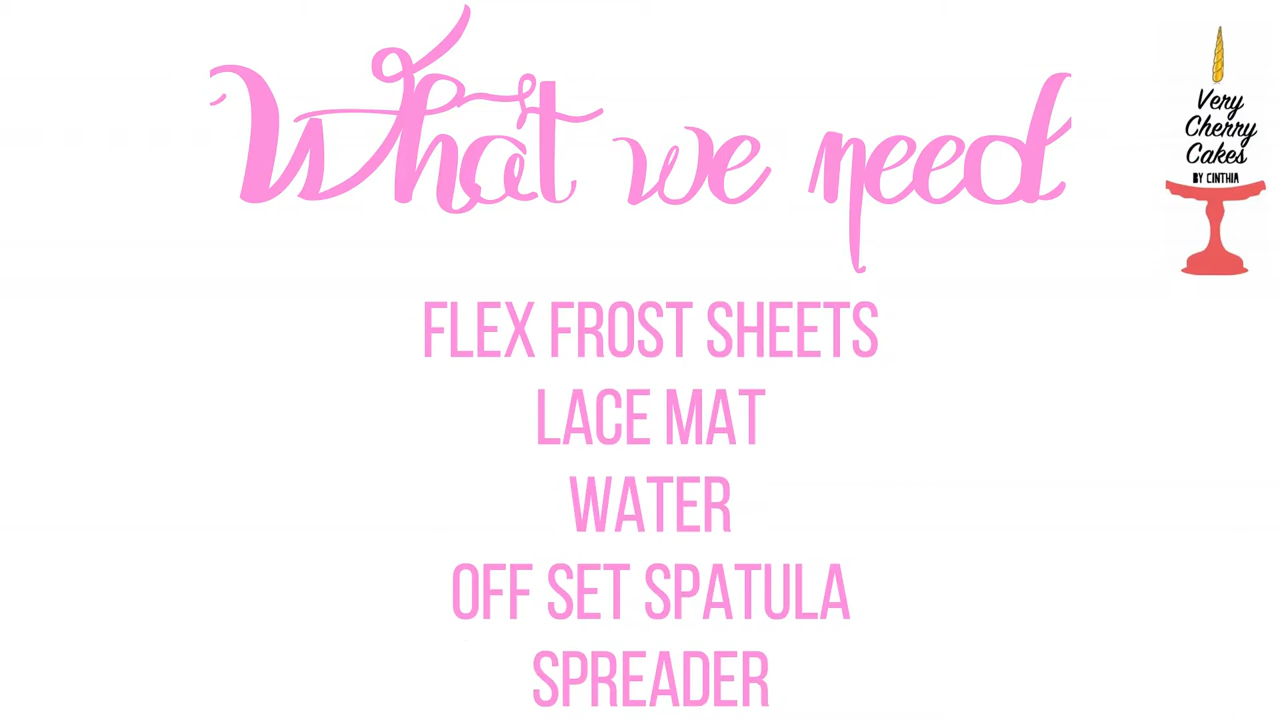 What we need
Very
Cherry
Cakes
BY CINTHIA
FLEX FROST SHEETS
LACE MAT
WATER
OFF SET SPATULA
SPREADER